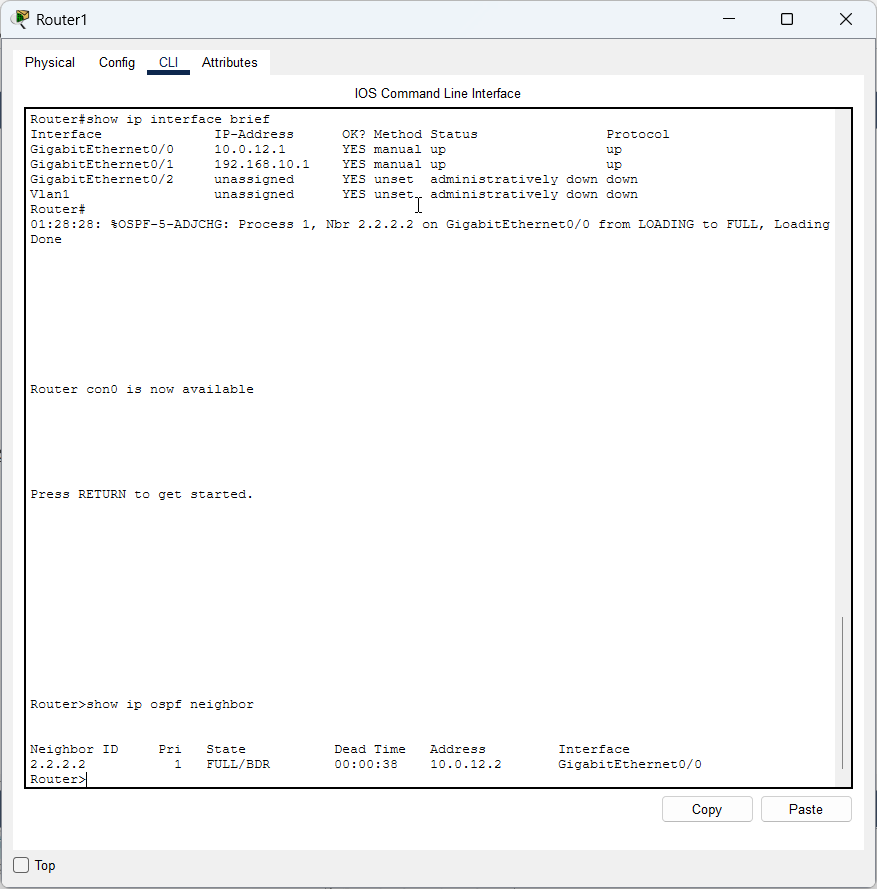 Router1
Physical Config CLI Attributes
IOS Command Line Interface
Router#show ip interface brief
Interface              IP-Address      OK? Method Status                Protocol
GigabitEthernet0/0     10.0.12.1       YES manual up                    up
GigabitEthernet0/1     192.168.10.1    YES manual up                    up
GigabitEthernet0/2     unassigned      YES unset  administratively down down
Vlan1                  unassigned      YES unset  administratively down down
Router#
01:28:28: %OSPF-5-ADJCHG: Process 1, Nbr 2.2.2.2 on GigabitEthernet0/0 from LOADING to FULL, Loading
Done
Router con0 is now available
Press RETURN to get started.
Router>show ip ospf neighbor
Neighbor ID     Pri   State           Dead Time   Address         Interface
2.2.2.2           1   FULL/BDR        00:00:38    10.0.12.2       GigabitEthernet0/0
Router>
Copy Paste
Top